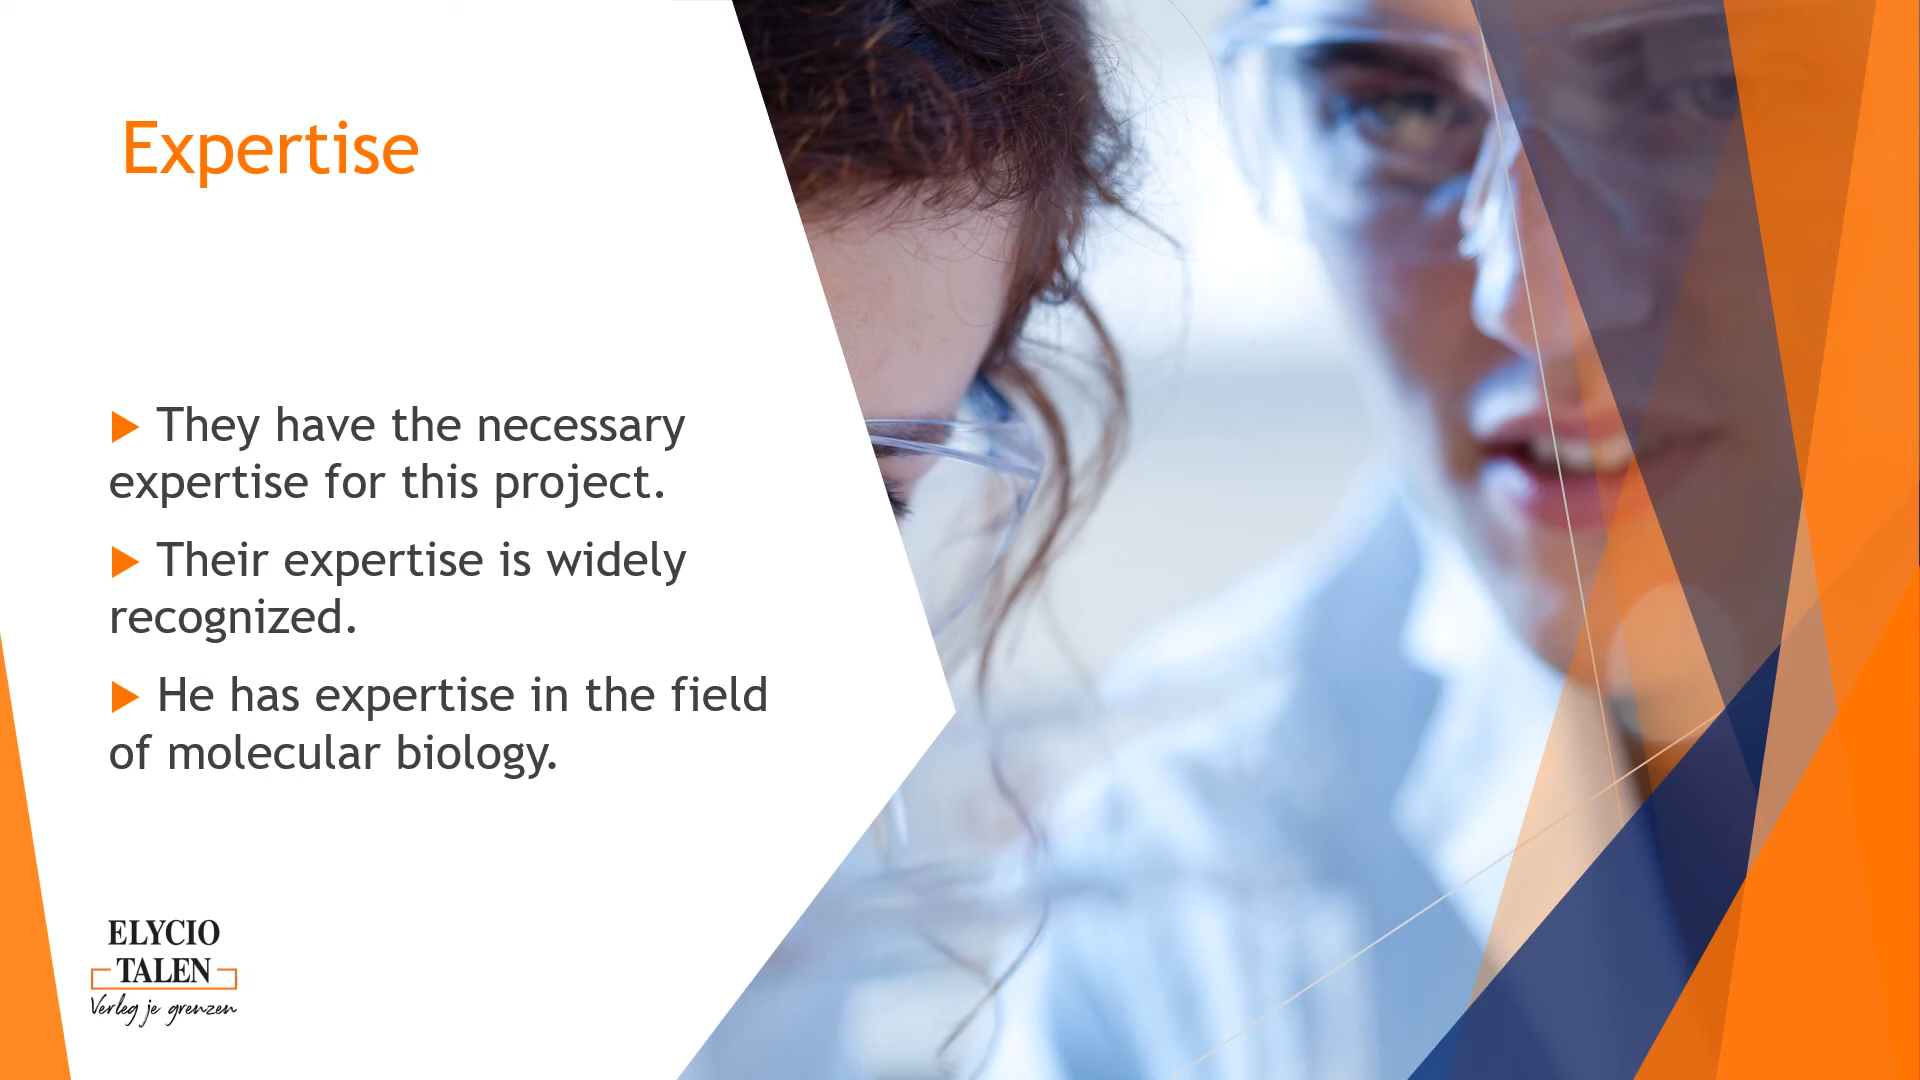 Expertise
They have the necessary
expertise for this project.
Their expertise is widely
recognized.
He has expertise in the field
of molecular biology.
ELYCIO
TALEN
Verleg je grenzen